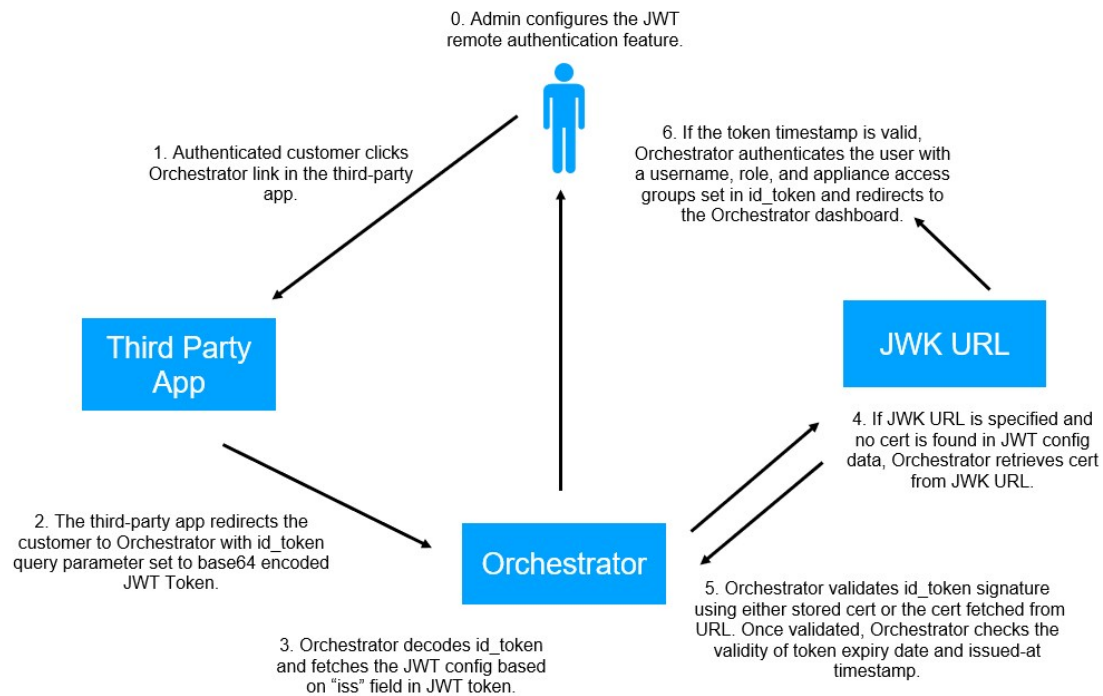 0. Admin configures the JWT
remote authentication feature.
1. Authenticated customer clicks
Orchestrator link in the third-party
app.
6. If the token timestamp is valid,
Orchestrator authenticates the user with
a username, role, and appliance access
groups set in id_token and redirects to
the Orchestrator dashboard.
Third Party
App
JWK URL
4. If JWK URL is specified and
no cert is found in JWT config
data, Orchestrator retrieves cert
from JWK URL.
2. The third-party app redirects the
customer to Orchestrator with id_token
query parameter set to base64 encoded
JWT Token.
Orchestrator
5. Orchestrator validates id_token signature
using either stored cert or the cert fetched from
URL. Once validated, Orchestrator checks the
validity of token expiry date and issued-at
timestamp.
3. Orchestrator decodes id_token
and fetches the JWT config based
on “iss” field in JWT token.